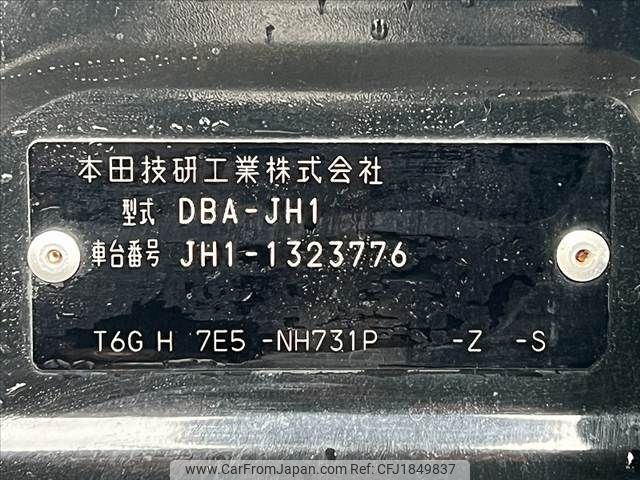 本田技研工業株式会社
型式 DBA-JH1
車台番号 JH1-1323776
T6G H 7E5 -NH731P -Z -S
www.CarFromJapan.com ID: CFJ1849837